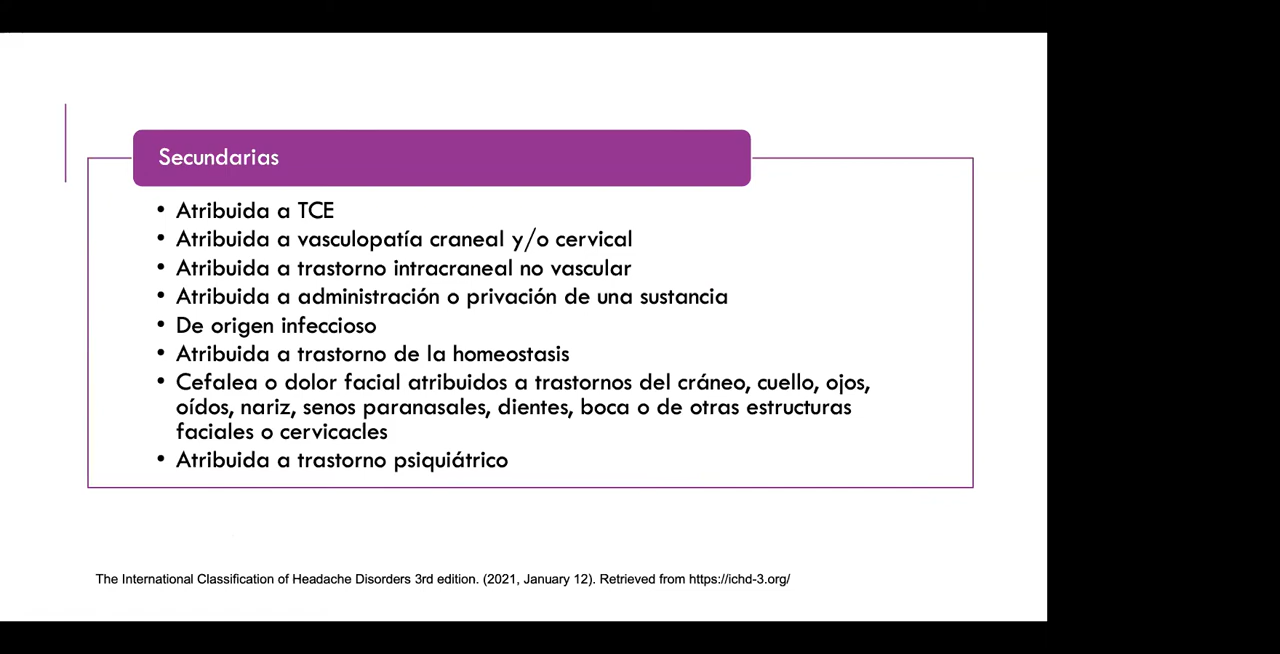 Secundarias
• Atribuida a TCE
• Atribuida a vasculopatía craneal y/o cervical
• Atribuida a trastorno intracraneal no vascular
• Atribuida a administración o privación de una sustancia
• De origen infeccioso
• Atribuida a trastorno de la homeostasis
• Cefalea o dolor facial atribuidos a trastornos del cráneo, cuello, ojos,
oídos, nariz, senos paranasales, dientes, boca o de otras estructuras
faciales o cervicacles
• Atribuida a trastorno psiquiátrico
The International Classification of Headache Disorders 3rd edition. (2021, January 12). Retrieved from https://ichd-3.org/